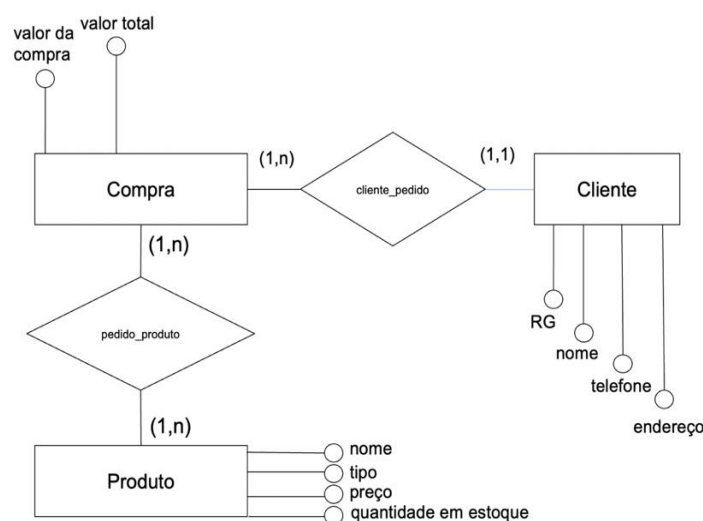 valor da
compra
valor total
Compra
(1,n)
cliente_pedido
(1,1)
Cliente
(1,n)
pedido_produto
(1,n)
Produto
RG
nome
telefone
endereço
nome
tipo
preço
quantidade em estoque